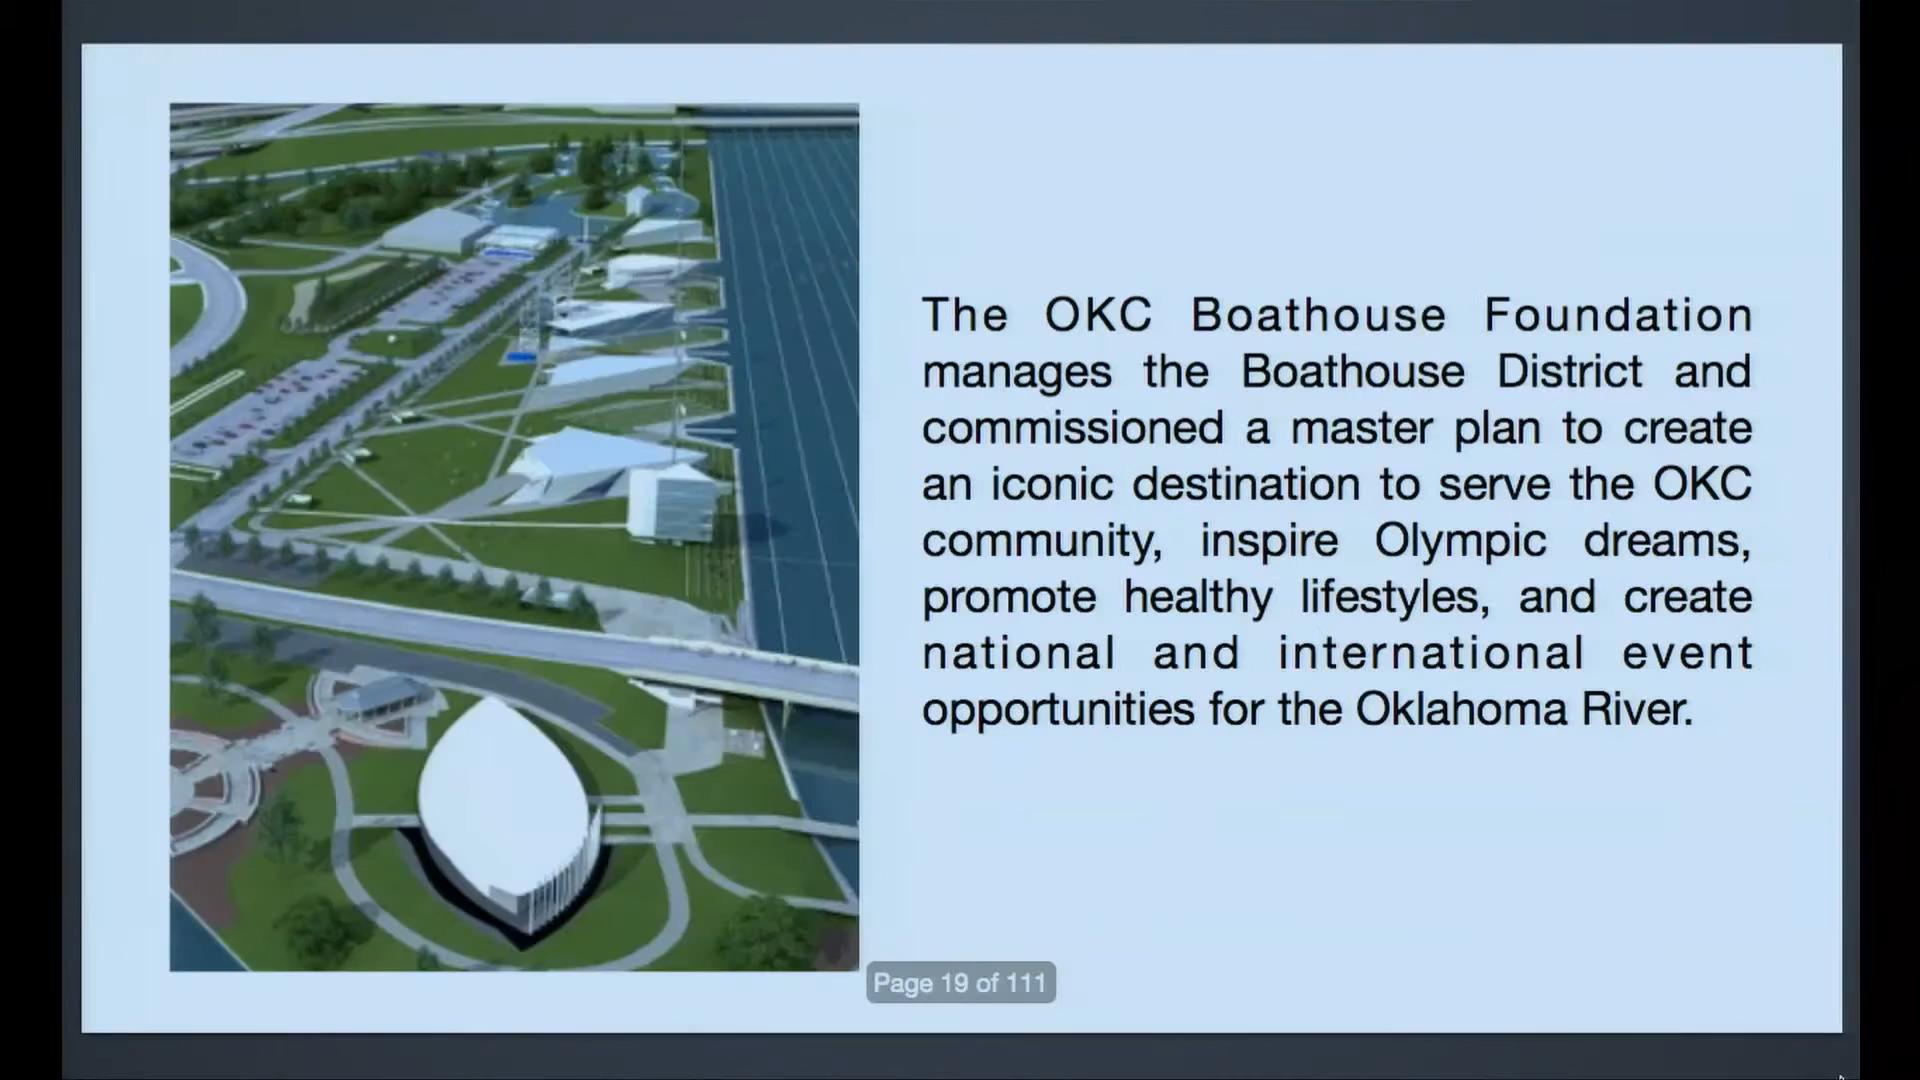 The OKC Boathouse Foundation
manages the Boathouse District and
commissioned a master plan to create
an iconic destination to serve the OKC
community, inspire Olympic dreams,
promote healthy lifestyles, and create
national and international event
opportunities for the Oklahoma River.
Page 19 of 111